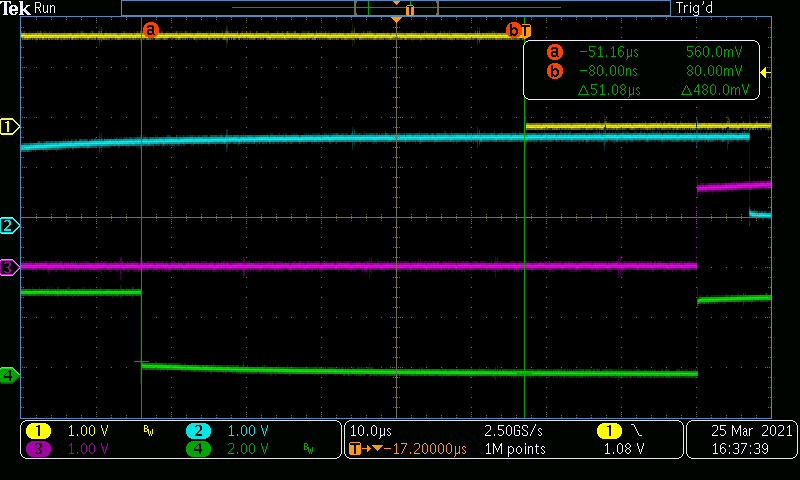 Tek Run Trig'd
a b T
a −51.16µs 560.0mV
b −80.00ns 80.00mV
△51.08µs △480.0mV
1
2
3
4
1 1.00 V BW 2 1.00 V
3 1.00 V 4 2.00 V BW
10.0µs 2.50GS/s
T→▼−17.20000µs 1M points
1 \
1.08 V
25 Mar 2021
16:37:39